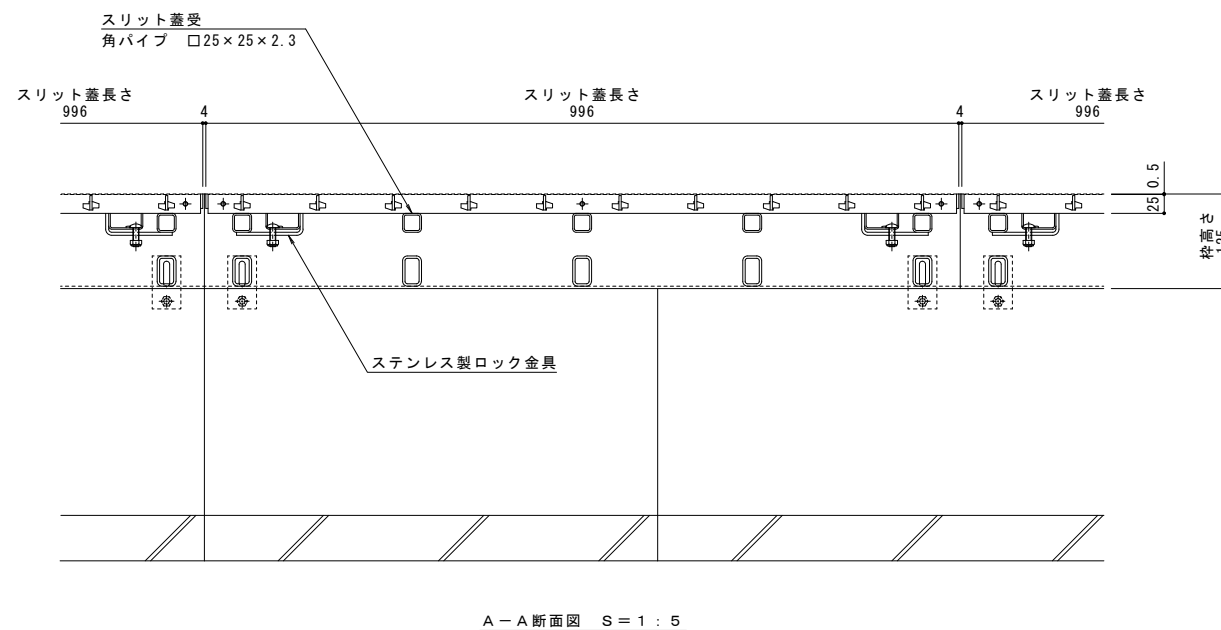 スリット蓋受
角パイプ □25×25×2.3
スリット蓋長さ
996
4
スリット蓋長さ
996
4
スリット蓋長さ
996
0.5
25
枠高さ
125
ステンレス製ロック金具
A－A断面図 S＝1：5